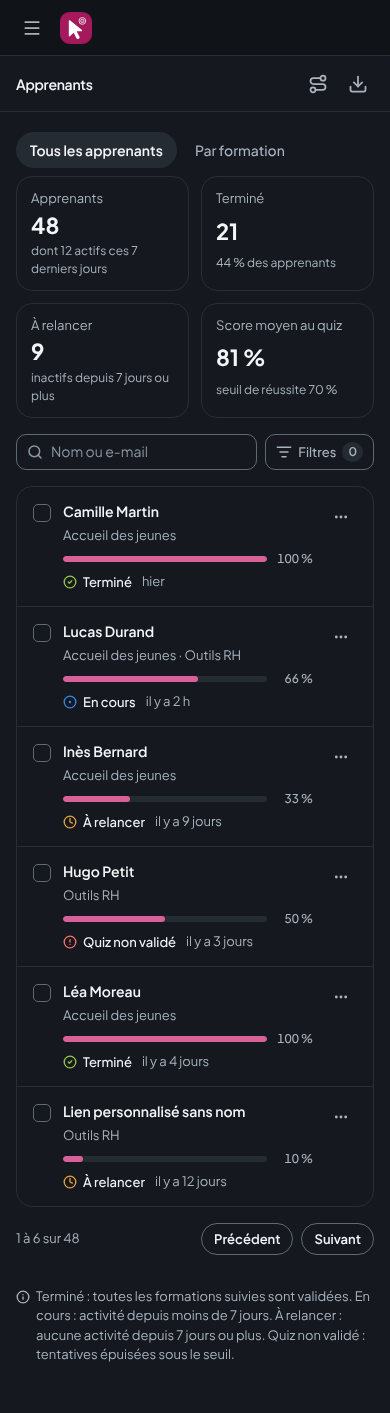 Apprenants
Tous les apprenants
Par formation
Apprenants
48
dont 12 actifs ces 7
derniers jours
Terminé
21
44 % des apprenants
À relancer
9
inactifs depuis 7 jours ou
plus
Score moyen au quiz
81 %
seuil de réussite 70 %
Nom ou e-mail
Filtres 0
Camille Martin
Accueil des jeunes
100 %
Terminé hier
Lucas Durand
Accueil des jeunes · Outils RH
66 %
En cours il y a 2 h
Inès Bernard
Accueil des jeunes
33 %
À relancer il y a 9 jours
Hugo Petit
Outils RH
50 %
Quiz non validé il y a 3 jours
Léa Moreau
Accueil des jeunes
100 %
Terminé il y a 4 jours
Lien personnalisé sans nom
Outils RH
10 %
À relancer il y a 12 jours
1 à 6 sur 48
Précédent
Suivant
Terminé : toutes les formations suivies sont validées. En
cours : activité depuis moins de 7 jours. À relancer :
aucune activité depuis 7 jours ou plus. Quiz non validé :
tentatives épuisées sous le seuil.